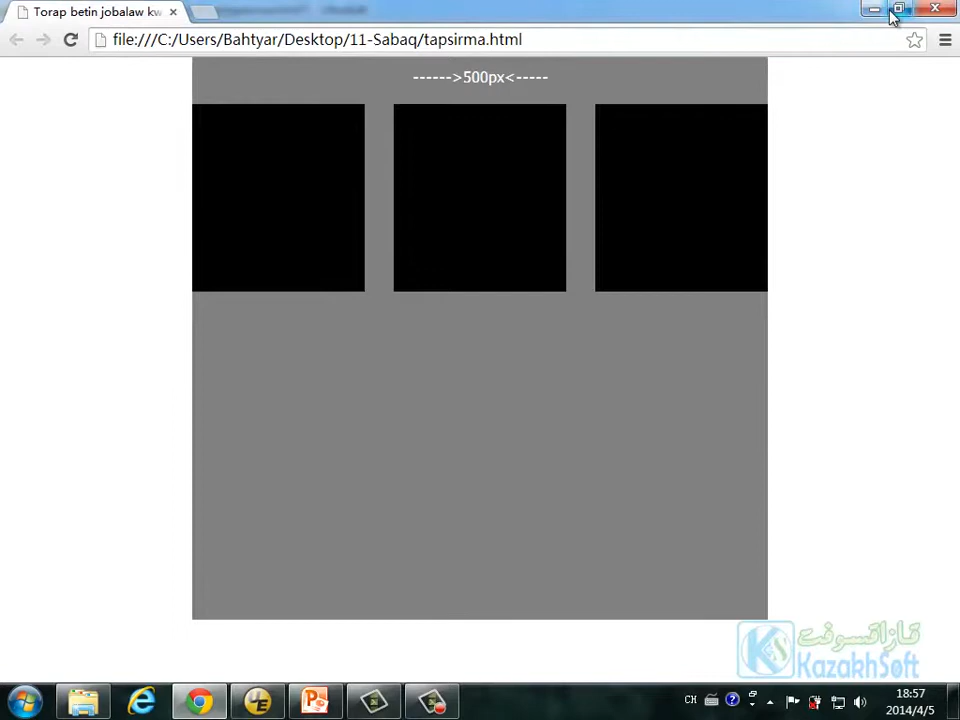 Torap betin jobalaw kw
file:///C:/Users/Bahtyar/Desktop/11-Sabaq/tapsirma.html
------>500px<-----
قازاقسوفت
KazakhSoft
CH
18:57
2014/4/5